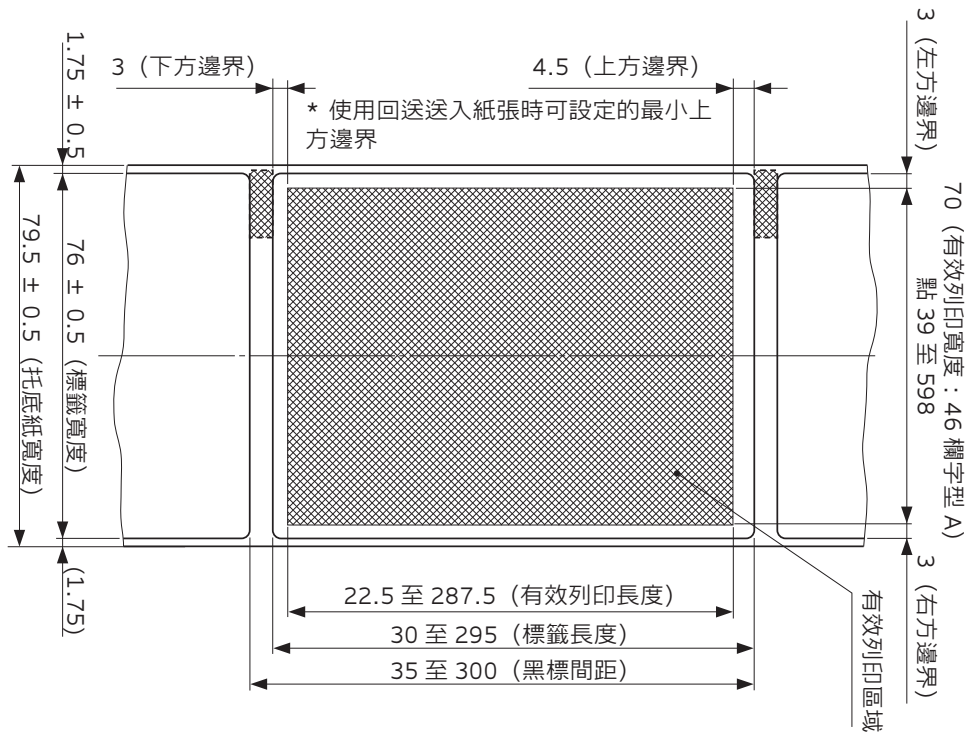 3（下方邊界）
4.5（上方邊界）
* 使用回送送入紙張時可設定的最小上
方邊界
1.75 ± 0.5
76 ± 0.5（標籤寬度）
79.5 ± 0.5（托底紙寬度）
(1.75)
3（左方邊界）
70（有效列印寬度：46 欄字型 A）
點 39 至 598
3（右方邊界）
有效列印區域
22.5 至 287.5（有效列印長度）
30 至 295（標籤長度）
35 至 300（黑標間距）